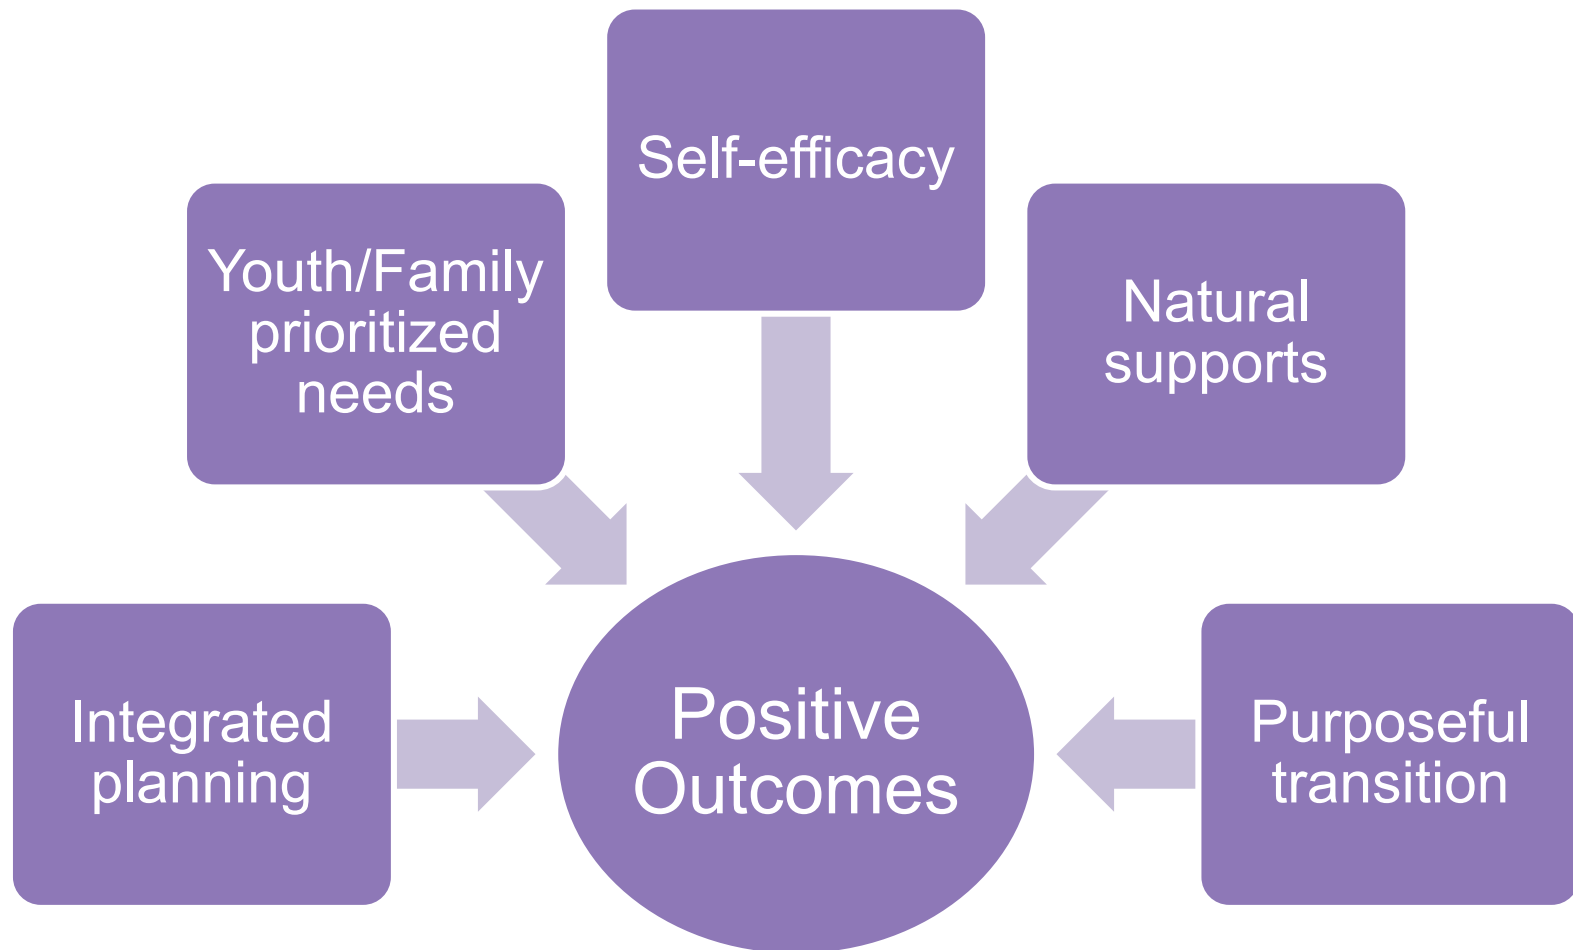 Self-efficacy
Youth/Family
prioritized
needs
Natural
supports
Integrated
planning
Positive
Outcomes
Purposeful
transition